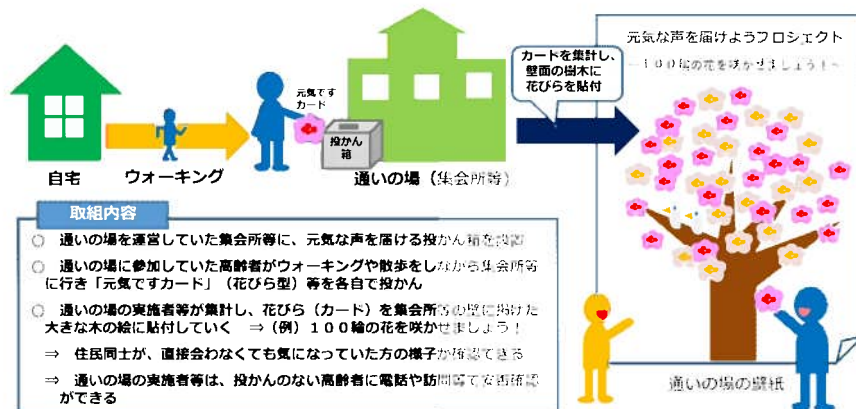 元気な声を届けようプロジェクト
～１００輪の花を咲かせましょう！～
カードを集計し、
壁面の樹木に
花びらを貼付
元気です
カード
投かん
箱
自宅
ウォーキング
通いの場（集会所等）
取組内容
○ 通いの場を運営していた集会所等に、元気な声を届ける投かん箱を設置
○ 通いの場に参加していた高齢者がウォーキングや散歩をしながら集会所等
に行き「元気ですカード」（花びら型）等を各自で投かん
○ 通いの場の実施者等が集計し、花びら（カード）を集会所等の壁に掲げた
大きな木の絵に貼付していく ⇒（例）１００輪の花を咲かせましょう！
⇒ 住民同士が、直接会わなくても気になっていた方の様子が確認できる
⇒ 通いの場の実施者等は、投かんのない高齢者に電話や訪問等で安否確認
ができる
通いの場の壁紙